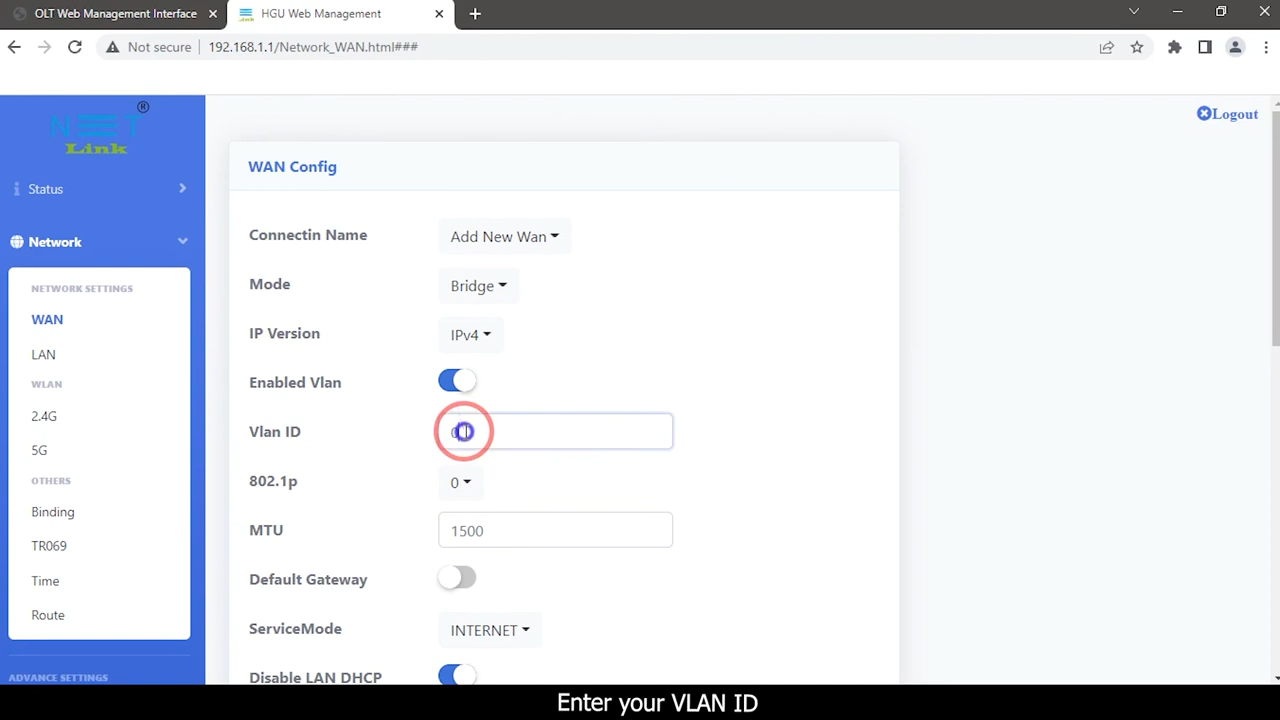 OLT Web Management Interface
HGU Web Management
Not secure
192.168.1.1/Network_WAN.html###
NEET
Link
®
Logout
Status
Network
NETWORK SETTINGS
WAN
LAN
WLAN
2.4G
5G
OTHERS
Binding
TR069
Time
Route
ADVANCE SETTINGS
WAN Config
Connectin Name
Add New Wan
Mode
Bridge
IP Version
IPv4
Enabled Vlan
Vlan ID
802.1p
0
MTU
1500
Default Gateway
ServiceMode
INTERNET
Disable LAN DHCP
Enter your VLAN ID